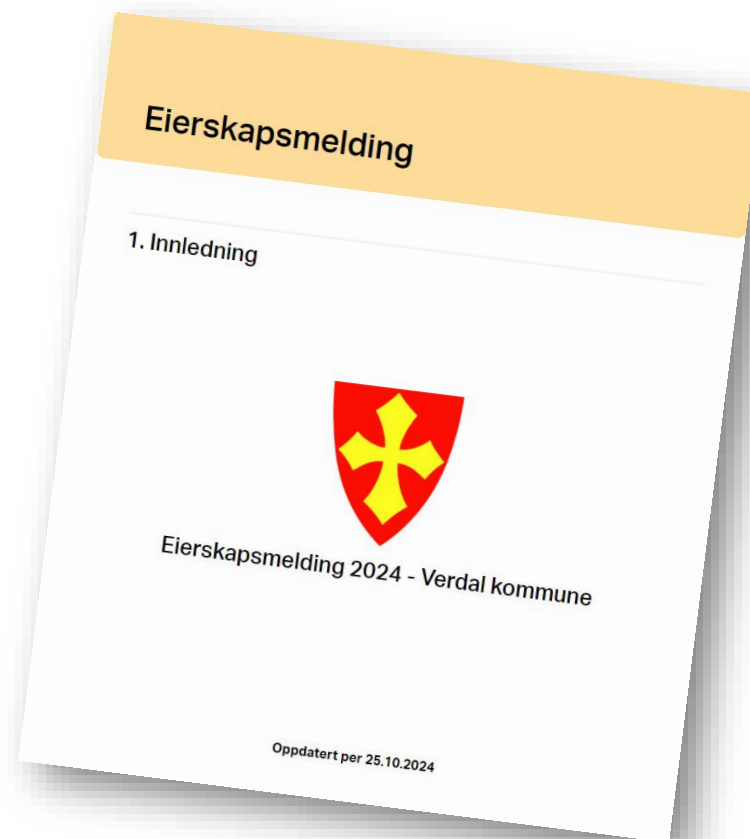 Eierskapsmelding
1. Innledning
Eierskapsmelding 2024 - Verdal kommune
Oppdatert per 25.10.2024